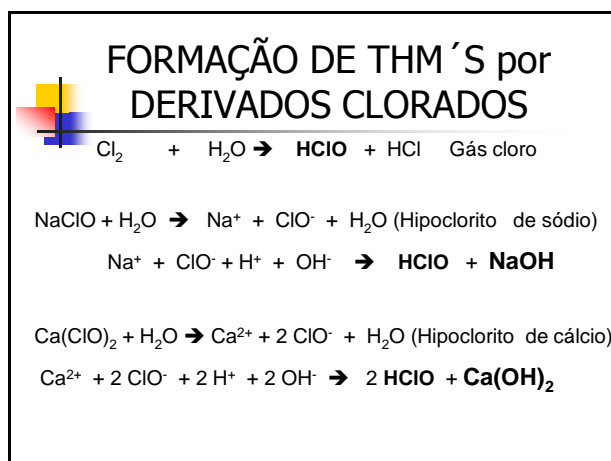 FORMAÇÃO DE THM´S por
DERIVADOS CLORADOS
Cl₂ + H₂O ➔ HClO + HCl Gás cloro
NaClO + H₂O ➔ Na⁺ + ClO⁻ + H₂O (Hipoclorito de sódio)
Na⁺ + ClO⁻ + H⁺ + OH⁻ ➔ HClO + NaOH
Ca(ClO)₂ + H₂O ➔ Ca²⁺ + 2 ClO⁻ + H₂O (Hipoclorito de cálcio)
Ca²⁺ + 2 ClO⁻ + 2 H⁺ + 2 OH⁻ ➔ 2 HClO + Ca(OH)₂